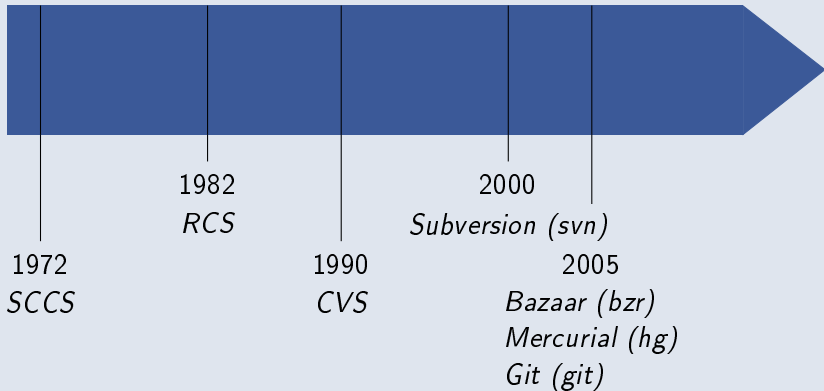 1982
RCS
2000
Subversion (svn)
1972
SCCS
1990
CVS
2005
Bazaar (bzr)
Mercurial (hg)
Git (git)